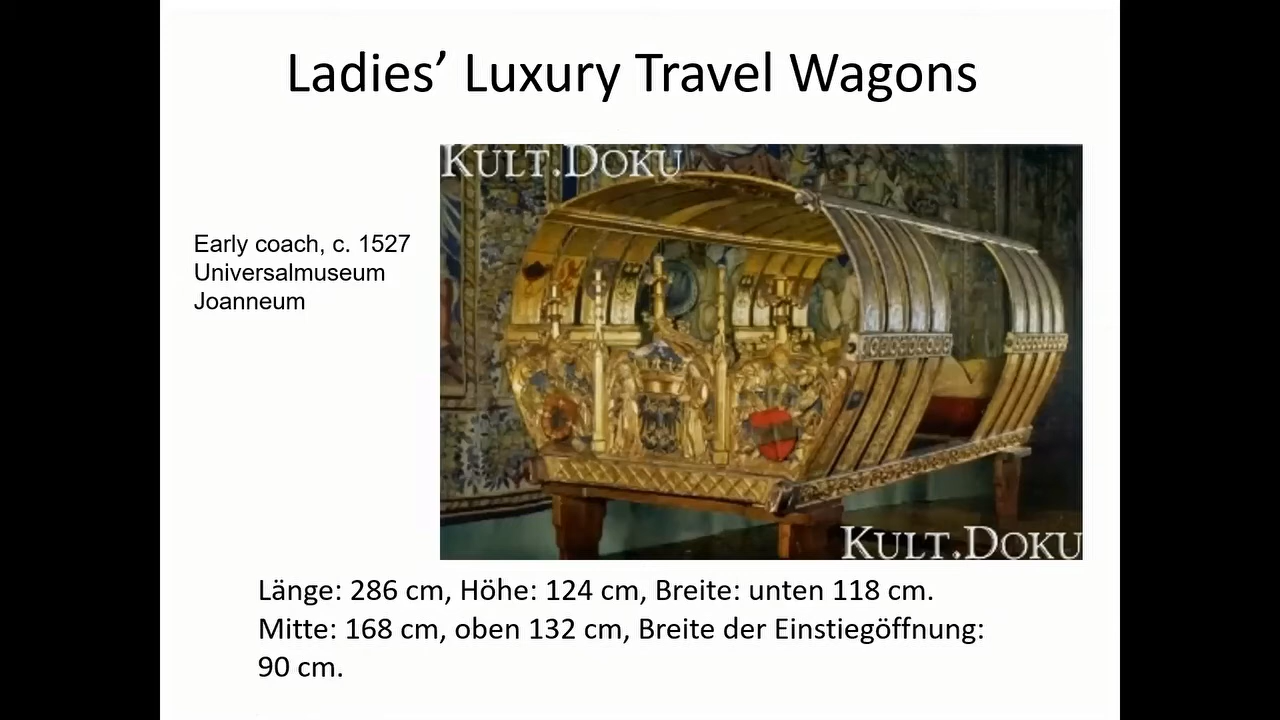 Ladies’ Luxury Travel Wagons
KULT.DOKU
Early coach, c. 1527
Universalmuseum
Joanneum
KULT.DOKU
Länge: 286 cm, Höhe: 124 cm, Breite: unten 118 cm.
Mitte: 168 cm, oben 132 cm, Breite der Einstiegöffnung:
90 cm.